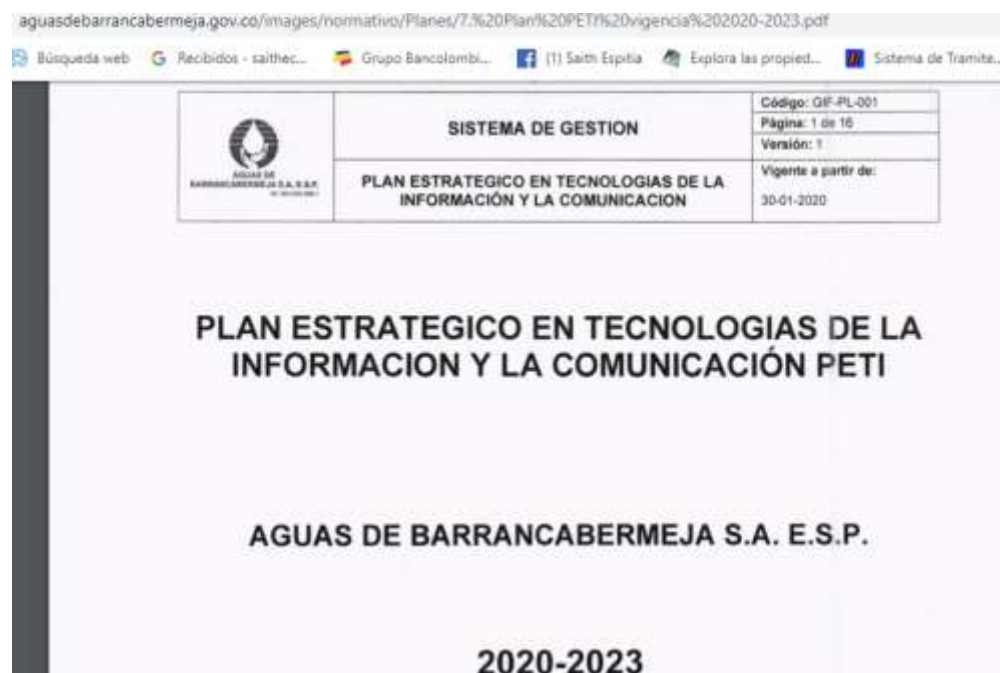 aguasdebarrancabermeja.gov.co/images/normativo/Planes/7.%20Plan%20PETI%20vigencia%202020-2023.pdf
Búsqueda web G Recibidos - saithec... Grupo Bancolombi... (1) Saith Espitia Explora las propied... Sistema de Tramite...
SISTEMA DE GESTION
Código: GIF-PL-001
Página: 1 de 16
Versión: 1
AGUAS DE
BARRANCABERMEJA S.A. E.S.P.
PLAN ESTRATEGICO EN TECNOLOGIAS DE LA
INFORMACIÓN Y LA COMUNICACION
Vigente a partir de:
30-01-2020
PLAN ESTRATEGICO EN TECNOLOGIAS DE LA
INFORMACION Y LA COMUNICACIÓN PETI
AGUAS DE BARRANCABERMEJA S.A. E.S.P.
2020-2023